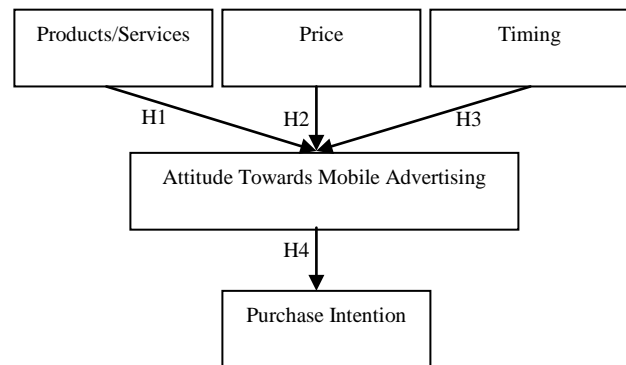 Products/Services
Price
Timing
H1
H2
H3
Attitude Towards Mobile Advertising
H4
Purchase Intention